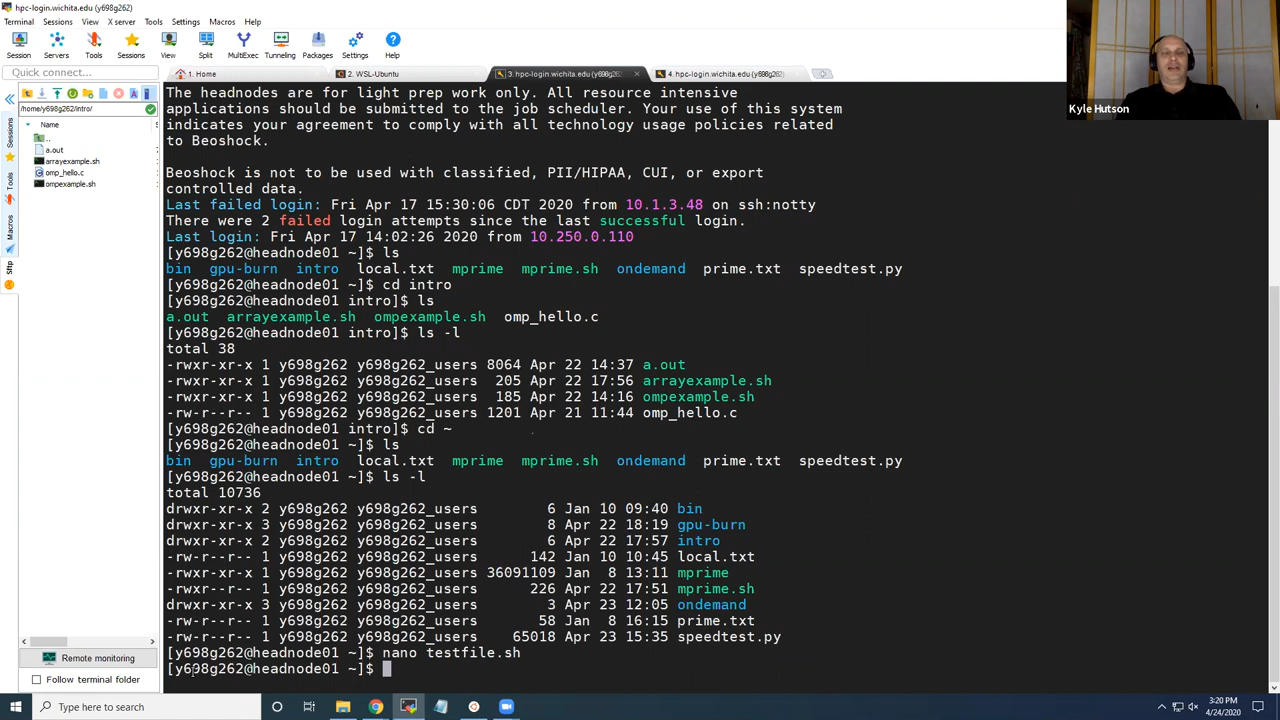 hpc-login.wichita.edu (y698g262)
Terminal Sessions View X server Tools Settings Macros Help
Session Servers Tools Sessions View Split MultiExec Tunneling Packages Settings Help
Quick connect...
1. Home
2. WSL-Ubuntu
3. hpc-login.wichita.edu (y698g26
4. hpc-login.wichita.edu (y698g262)
/home/y698g262/intro/
Name
..
a.out
arrayexample.sh
omp_hello.c
ompexample.sh
Sessions
Tools
Macros
Sftp
Remote monitoring
Follow terminal folder
The headnodes are for light prep work only. All resource intensive
applications should be submitted to the job scheduler. Your use of this system
indicates your agreement to comply with all technology usage policies related
to Beoshock.
Beoshock is not to be used with classified, PII/HIPAA, CUI, or export
controlled data.
Last failed login: Fri Apr 17 15:30:06 CDT 2020 from 10.1.3.48 on ssh:notty
There were 2 failed login attempts since the last successful login.
Last login: Fri Apr 17 14:02:26 2020 from 10.250.0.110
[y698g262@headnode01 ~]$ ls
bin gpu-burn intro local.txt mprime mprime.sh ondemand prime.txt speedtest.py
[y698g262@headnode01 ~]$ cd intro
[y698g262@headnode01 intro]$ ls
a.out arrayexample.sh ompexample.sh omp_hello.c
[y698g262@headnode01 intro]$ ls -l
total 38
-rwxr-xr-x 1 y698g262 y698g262_users 8064 Apr 22 14:37 a.out
-rwxr-xr-x 1 y698g262 y698g262_users 205 Apr 22 17:56 arrayexample.sh
-rwxr-xr-x 1 y698g262 y698g262_users 185 Apr 22 14:16 ompexample.sh
-rw-r--r-- 1 y698g262 y698g262_users 1201 Apr 21 11:44 omp_hello.c
[y698g262@headnode01 intro]$ cd ~
[y698g262@headnode01 ~]$ ls
bin gpu-burn intro local.txt mprime mprime.sh ondemand prime.txt speedtest.py
[y698g262@headnode01 ~]$ ls -l
total 10736
drwxr-xr-x 2 y698g262 y698g262_users 6 Jan 10 09:40 bin
drwxr-xr-x 3 y698g262 y698g262_users 8 Apr 22 18:19 gpu-burn
drwxr-xr-x 2 y698g262 y698g262_users 6 Apr 22 17:57 intro
-rw-r--r-- 1 y698g262 y698g262_users 142 Jan 10 10:45 local.txt
-rwxr-xr-x 1 y698g262 y698g262_users 36091109 Jan 8 13:11 mprime
-rwxr-xr-x 1 y698g262 y698g262_users 226 Apr 22 17:51 mprime.sh
drwxr-xr-x 3 y698g262 y698g262_users 3 Apr 23 12:05 ondemand
-rw-r--r-- 1 y698g262 y698g262_users 58 Jan 8 16:15 prime.txt
-rw-r--r-- 1 y698g262 y698g262_users 65018 Apr 23 15:35 speedtest.py
[y698g262@headnode01 ~]$ nano testfile.sh
[y698g262@headnode01 ~]$
Kyle Hutson
Type here to search
3:20 PM
4/24/2020